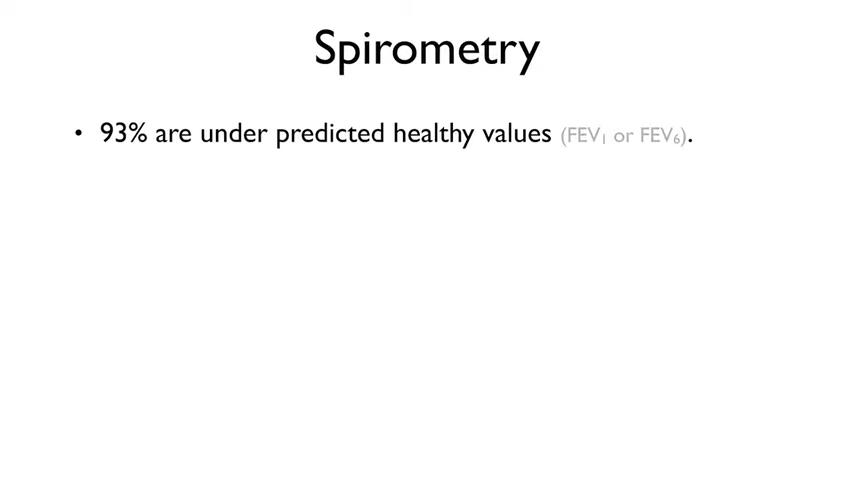 Spirometry
• 93% are under predicted healthy values (FEV₁ or FEV₆).